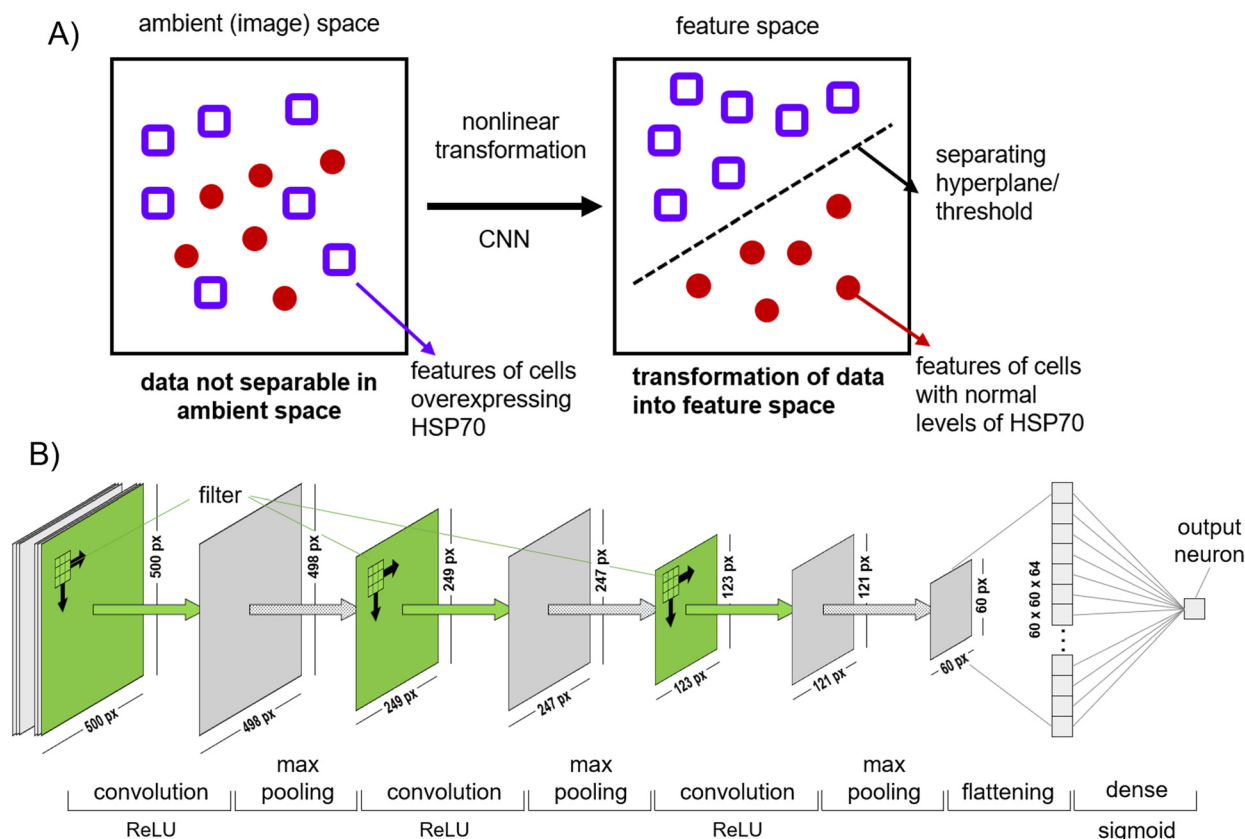 A)
ambient (image) space
feature space
nonlinear
transformation
CNN
separating
hyperplane/
threshold
data not separable in
ambient space
features of cells
overexpressing
HSP70
transformation of data
into feature space
features of cells
with normal
levels of HSP70
B)
filter
500 px
498 px
249 px
247 px
123 px
121 px
60 px
60 x 60 x 64
output
neuron
500 px
498 px
249 px
247 px
123 px
121 px
60 px
convolution
max
pooling
convolution
max
pooling
convolution
max
pooling
flattening
dense
ReLU
ReLU
ReLU
sigmoid